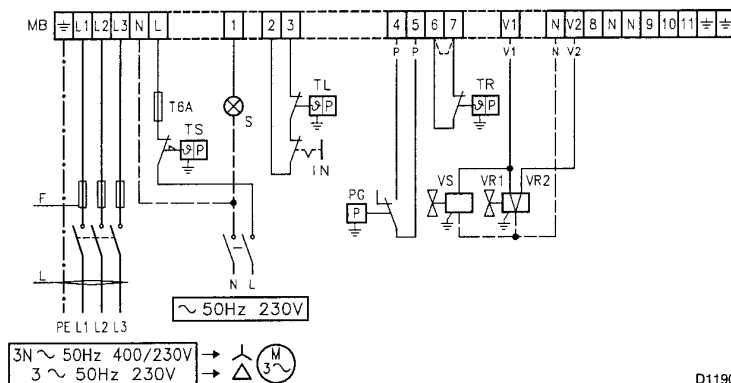 MB L1 L2 L3 N L 1 2 3 4 5 6 7 V1 N V2 8 N N 9 10 11
P P V1 N V2
T6A
S
TL
ϑ P
TR
ϑ P
TS
ϑ P
IN
VS VR1 VR2
PG
P
F
L
N L
PE L1 L2 L3
∼ 50Hz 230V
3N ∼ 50Hz 400/230V
3 ∼ 50Hz 230V
M
3∼
D1190